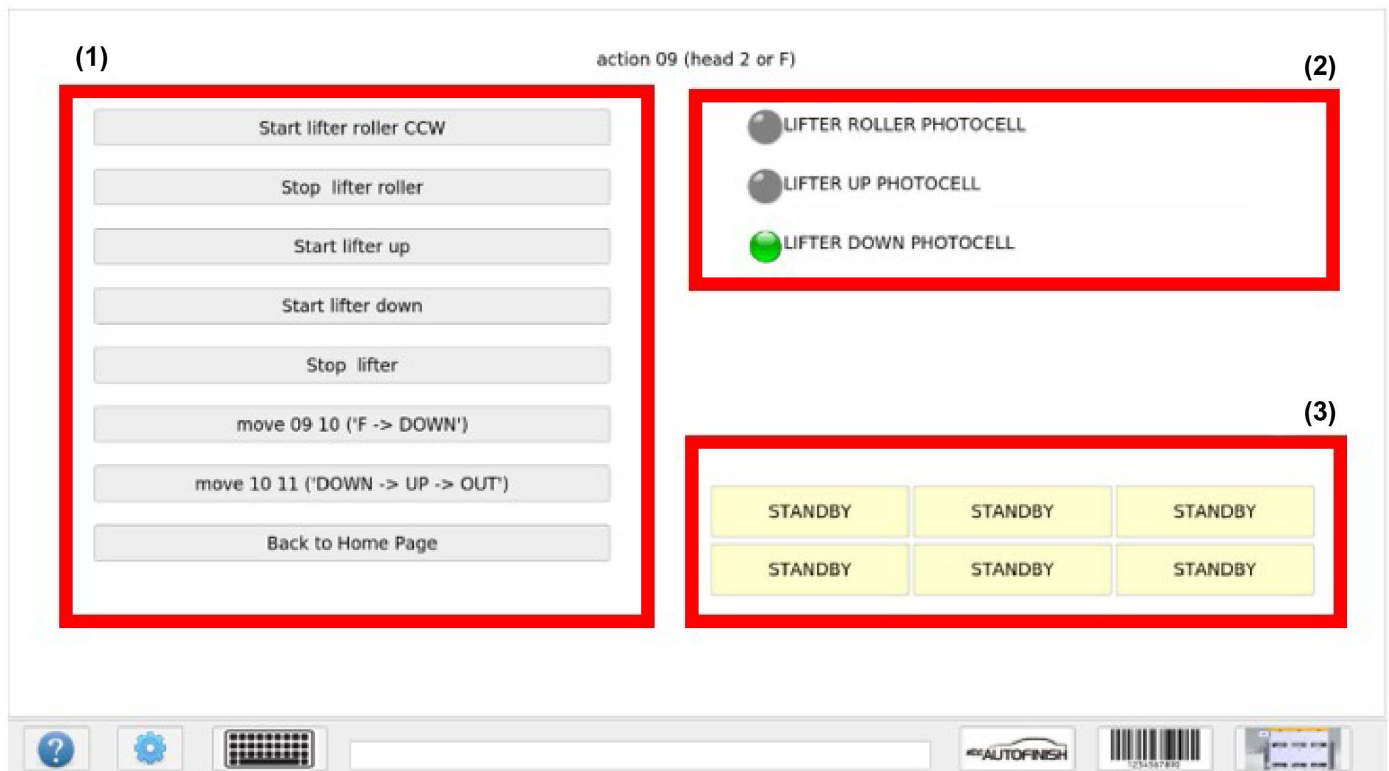 (1)
action 09 (head 2 or F)
(2)
Start lifter roller CCW
Stop lifter roller
Start lifter up
Start lifter down
Stop lifter
move 09 10 ('F -> DOWN')
move 10 11 ('DOWN -> UP -> OUT')
Back to Home Page
LIFTER ROLLER PHOTOCELL
LIFTER UP PHOTOCELL
LIFTER DOWN PHOTOCELL
(3)
STANDBY STANDBY STANDBY
STANDBY STANDBY STANDBY
?
AUTOFINISH
1234567890